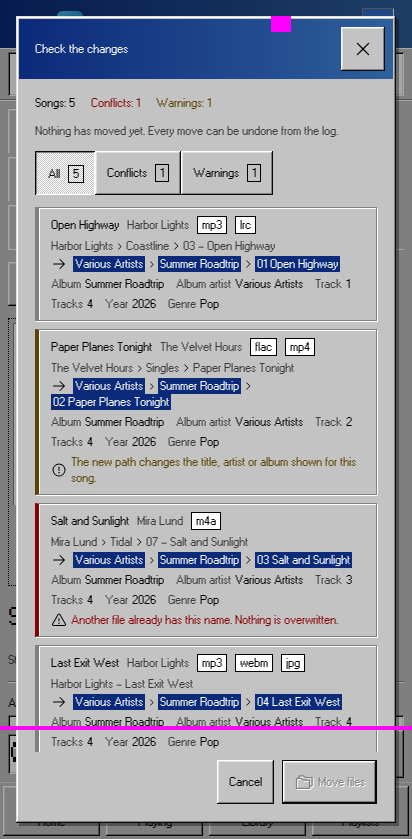 Check the changes
Songs: 5 Conflicts: 1 Warnings: 1
Nothing has moved yet. Every move can be undone from the log.
All 5 Conflicts 1 Warnings 1
Open Highway Harbor Lights mp3 lrc
Harbor Lights > Coastline > 03 – Open Highway
→ Various Artists > Summer Roadtrip > 01 Open Highway
Album Summer Roadtrip Album artist Various Artists Track 1
Tracks 4 Year 2026 Genre Pop
Paper Planes Tonight The Velvet Hours flac mp4
The Velvet Hours > Singles > Paper Planes Tonight
→ Various Artists > Summer Roadtrip >
02 Paper Planes Tonight
Album Summer Roadtrip Album artist Various Artists Track 2
Tracks 4 Year 2026 Genre Pop
The new path changes the title, artist or album shown for this
song.
Salt and Sunlight Mira Lund m4a
Mira Lund > Tidal > 07 – Salt and Sunlight
→ Various Artists > Summer Roadtrip > 03 Salt and Sunlight
Album Summer Roadtrip Album artist Various Artists Track 3
Tracks 4 Year 2026 Genre Pop
Another file already has this name. Nothing is overwritten.
Last Exit West Harbor Lights mp3 webm jpg
Harbor Lights – Last Exit West
→ Various Artists > Summer Roadtrip > 04 Last Exit West
Album Summer Roadtrip Album artist Various Artists Track 4
Tracks 4 Year 2026 Genre Pop
Cancel Move files
Home Playing Library Playlists